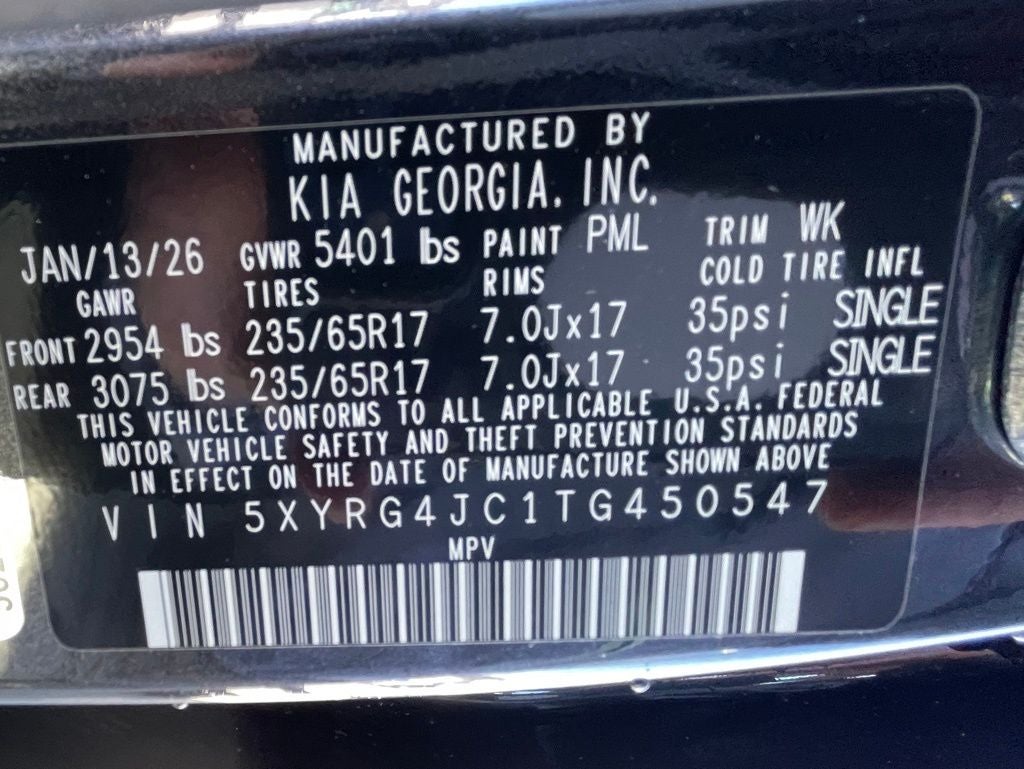 MANUFACTURED BY
KIA GEORGIA, INC.
JAN/13/26 GVWR 5401 lbs PAINT PML TRIM WK
GAWR TIRES RIMS COLD TIRE INFL
FRONT 2954 lbs 235/65R17 7.0Jx17 35psi SINGLE
REAR 3075 lbs 235/65R17 7.0Jx17 35psi SINGLE
THIS VEHICLE CONFORMS TO ALL APPLICABLE U.S.A. FEDERAL
MOTOR VEHICLE SAFETY AND THEFT PREVENTION STANDARDS
IN EFFECT ON THE DATE OF MANUFACTURE SHOWN ABOVE
VIN 5XYRG4JC1TG450547
MPV